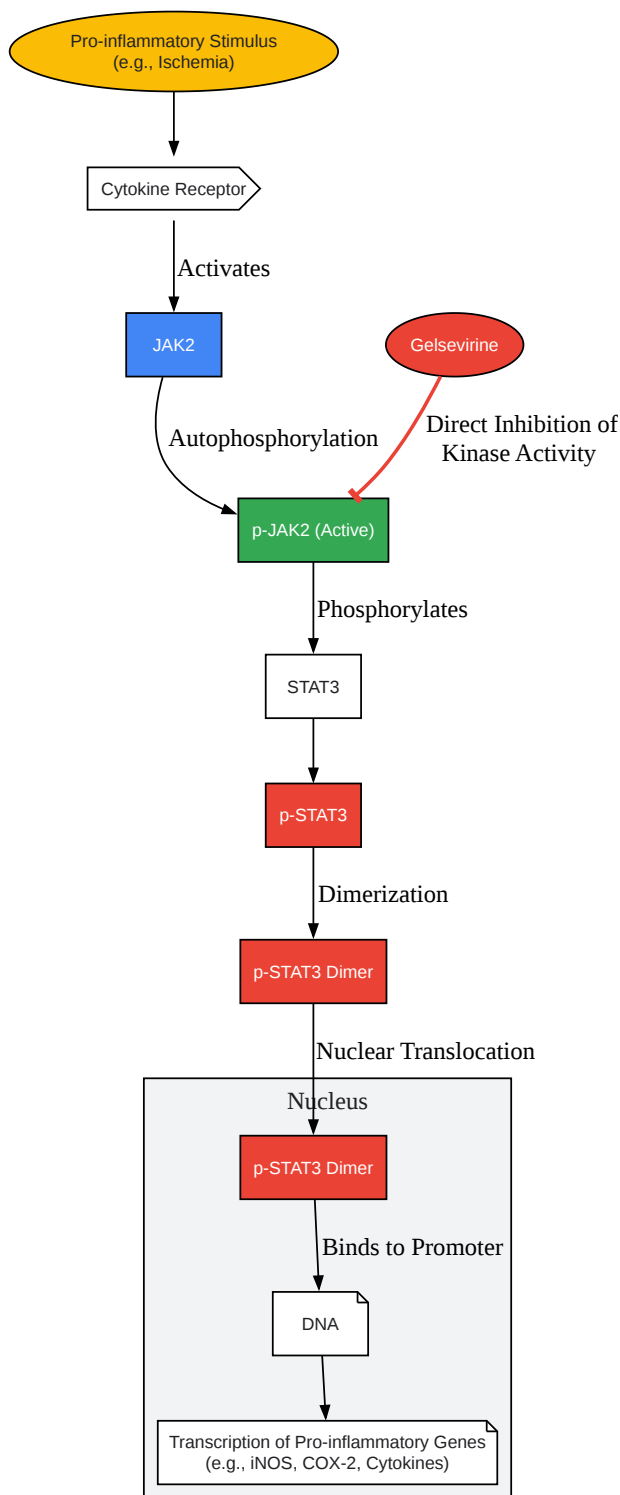 Pro-inflammatory Stimulus
(e.g., Ischemia)
Cytokine Receptor
Activates
JAK2
Gelsevirine
Autophosphorylation
Direct Inhibition of
Kinase Activity
p-JAK2 (Active)
Phosphorylates
STAT3
p-STAT3
Dimerization
p-STAT3 Dimer
Nuclear Translocation
Nucleus
p-STAT3 Dimer
Binds to Promoter
DNA
Transcription of Pro-inflammatory Genes
(e.g., iNOS, COX-2, Cytokines)